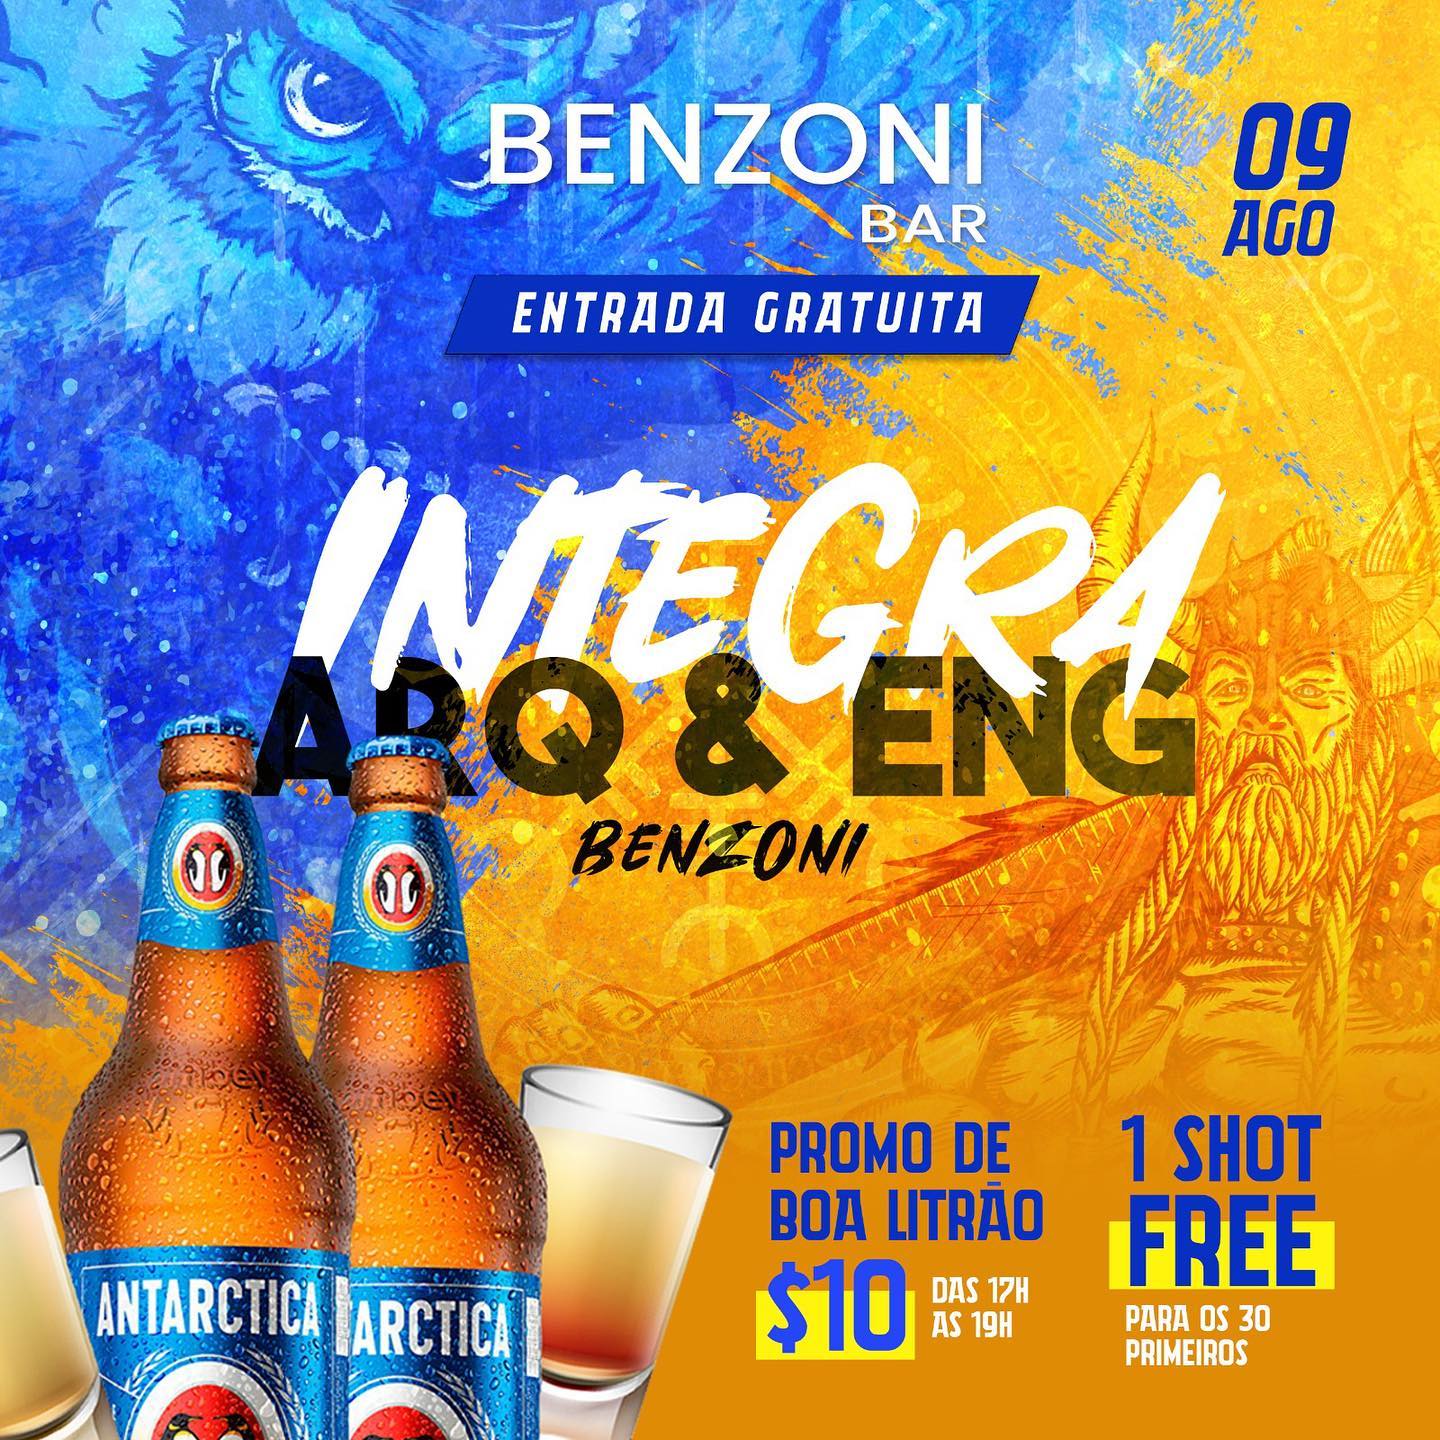 BENZONI
BAR
09
AGO
ENTRADA GRATUITA
INTEGRA
ARQ & ENG
BENZONI
ANTARCTICA
ARCTICA
PROMO DE
BOA LITRÃO
$10
DAS 17H
AS 19H
1 SHOT
FREE
PARA OS 30
PRIMEIROS